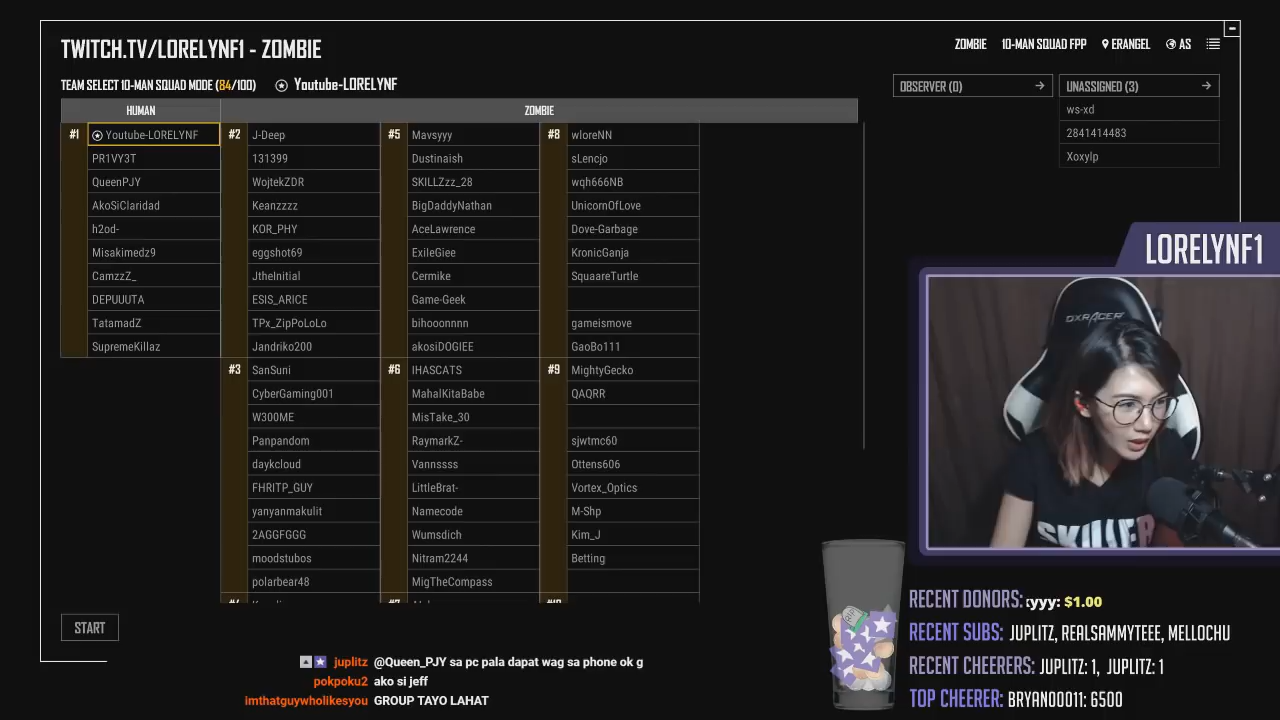 TWITCH.TV/LORELYNF1 - ZOMBIE
ZOMBIE 10-MAN SQUAD FPP ERANGEL AS
TEAM SELECT 10-MAN SQUAD MODE (84/100) Youtube-LORELYNF
OBSERVER (0)
UNASSIGNED (3)
ws-xd
2841414483
Xoxylp
HUMAN
ZOMBIE
#1
Youtube-LORELYNF
PR1VY3T
QueenPJY
AkoSiClaridad
h2od-
Misakimedz9
CamzzZ_
DEPUUUTA
TatamadZ
SupremeKillaz
#2
J-Deep
131399
WojtekZDR
Keanzzzz
KOR_PHY
eggshot69
JtheInitial
ESIS_ARICE
TPx_ZipPoLoLo
Jandriko200
#3
SanSuni
CyberGaming001
W300ME
Panpandom
daykcloud
FHRITP_GUY
yanyanmakulit
2AGGFGGG
moodstubos
polarbear48
#5
Mavsyyy
Dustinaish
SKILLZzz_28
BigDaddyNathan
AceLawrence
ExileGiee
Cermike
Game-Geek
bihooonnnn
akosiDOGIEE
#6
IHASCATS
MahalKitaBabe
MisTake_30
RaymarkZ-
Vannssss
LittleBrat-
Namecode
Wumsdich
Nitram2244
MigTheCompass
#8
wloreNN
sLencjo
wqh666NB
UnicornOfLove
Dove-Garbage
KronicGanja
SquaareTurtle
gameismove
GaoBo111
#9
MightyGecko
QAQRR
sjwtmc60
Ottens606
Vortex_Optics
M-Shp
Kim_J
Betting
START
LORELYNF1
DXRACER
juplitz @Queen_PJY sa pc pala dapat wag sa phone ok g
pokpoku2 ako si jeff
imthatguywholikesyou GROUP TAYO LAHAT
RECENT DONORS: yyy: $1.00
RECENT SUBS: JUPLITZ, REALSAMMYTEEE, MELLOCHU
RECENT CHEERERS: JUPLITZ: 1, JUPLITZ: 1
TOP CHEERER: BRYAN00011: 6500